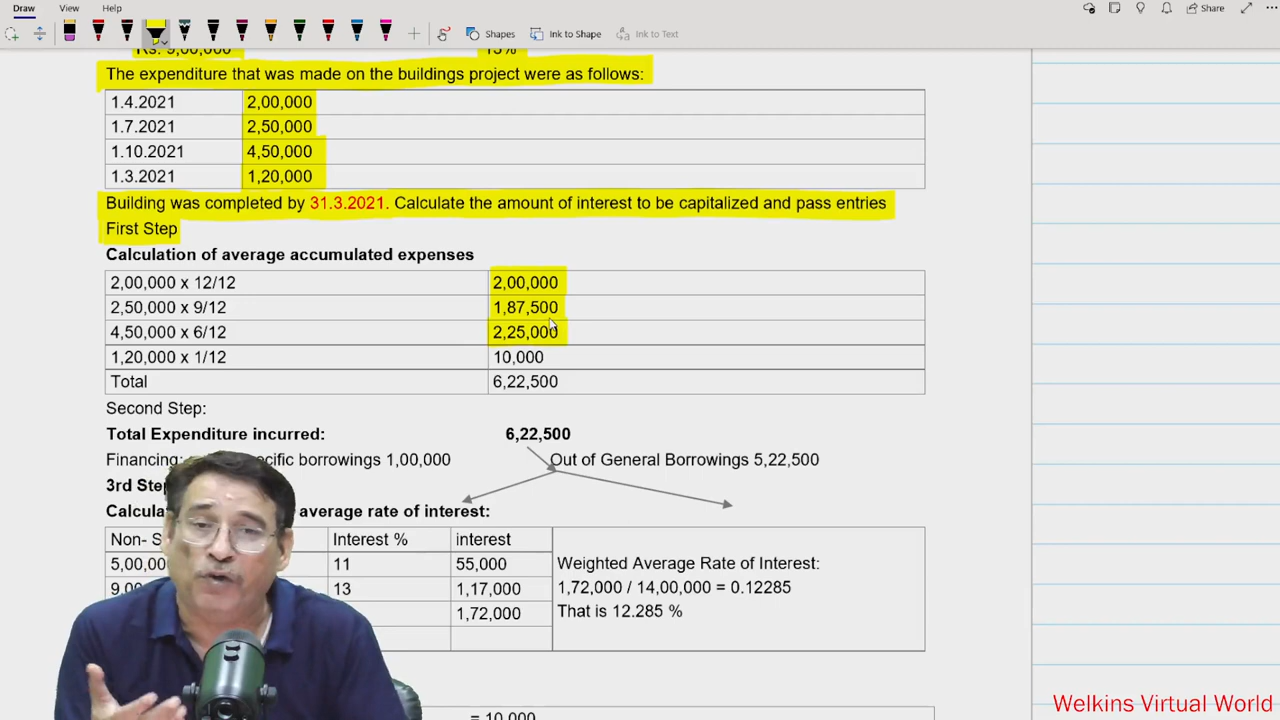 Draw View Help
Share
Shapes Ink to Shape Ink to Text
Rs. 9,00,000 13%
The expenditure that was made on the buildings project were as follows:
1.4.2021 2,00,000
1.7.2021 2,50,000
1.10.2021 4,50,000
1.3.2021 1,20,000
Building was completed by 31.3.2021. Calculate the amount of interest to be capitalized and pass entries
First Step
Calculation of average accumulated expenses
2,00,000 x 12/12 2,00,000
2,50,000 x 9/12 1,87,500
4,50,000 x 6/12 2,25,000
1,20,000 x 1/12 10,000
Total 6,22,500
Second Step:
Total Expenditure incurred: 6,22,500
Financing: borrowings 1,00,000 Out of General Borrowings 5,22,500
3rd
average rate of interest:
Non- Interest % interest
11 55,000 Weighted Average Rate of Interest:
13 1,17,000 1,72,000 / 14,00,000 = 0.12285
1,72,000 That is 12.285 %
= 10,000
Welkins Virtual World